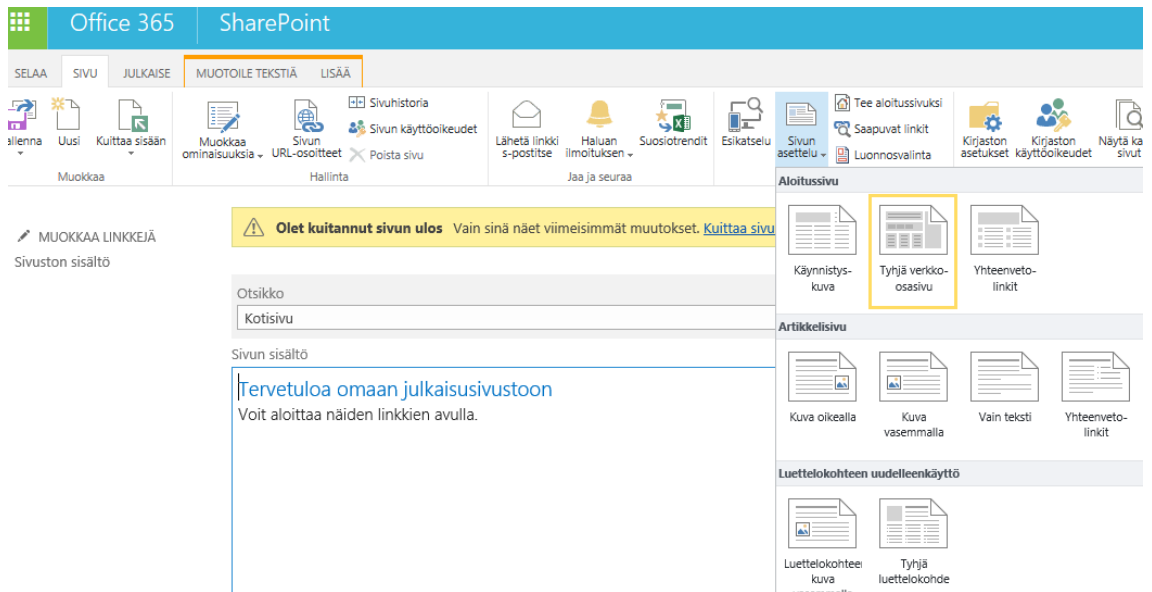 Office 365 SharePoint
SELAA SIVU JULKAISE MUOTOILE TEKSTIÄ LISÄÄ
Uusi
Kuittaa sisään
Muokkaa
Muokkaa
ominaisuuksia
Sivun
URL-osoitteet
Sivuhistoria
Sivun käyttöoikeudet
Poista sivu
Hallinta
Lähetä linkki
s-postitse
Haluan
ilmoituksen
Suosiotrendit
Jaa ja seuraa
Esikatselu
Sivun
asettelu
Tee aloitussivuksi
Saapuvat linkit
Luonnosvalinta
Kirjaston
asetukset
Kirjaston
käyttöoikeudet
Näytä ka
sivut
MUOKKAA LINKKEJÄ
Sivuston sisältö
Olet kuitannut sivun ulos Vain sinä näet viimeisimmät muutokset. Kuittaa sivu
Otsikko
Kotisivu
Sivun sisältö
Tervetuloa omaan julkaisusivustoon
Voit aloittaa näiden linkkien avulla.
Aloitussivu
Käynnistys-
kuva
Tyhjä verkko-
osasivu
Yhteenveto-
linkit
Artikkelisivu
Kuva oikealla
Kuva
vasemmalla
Vain teksti
Yhteenveto-
linkit
Luettelokohteen uudelleenkäyttö
Luettelokohtee
kuva
Tyhjä
luettelokohde